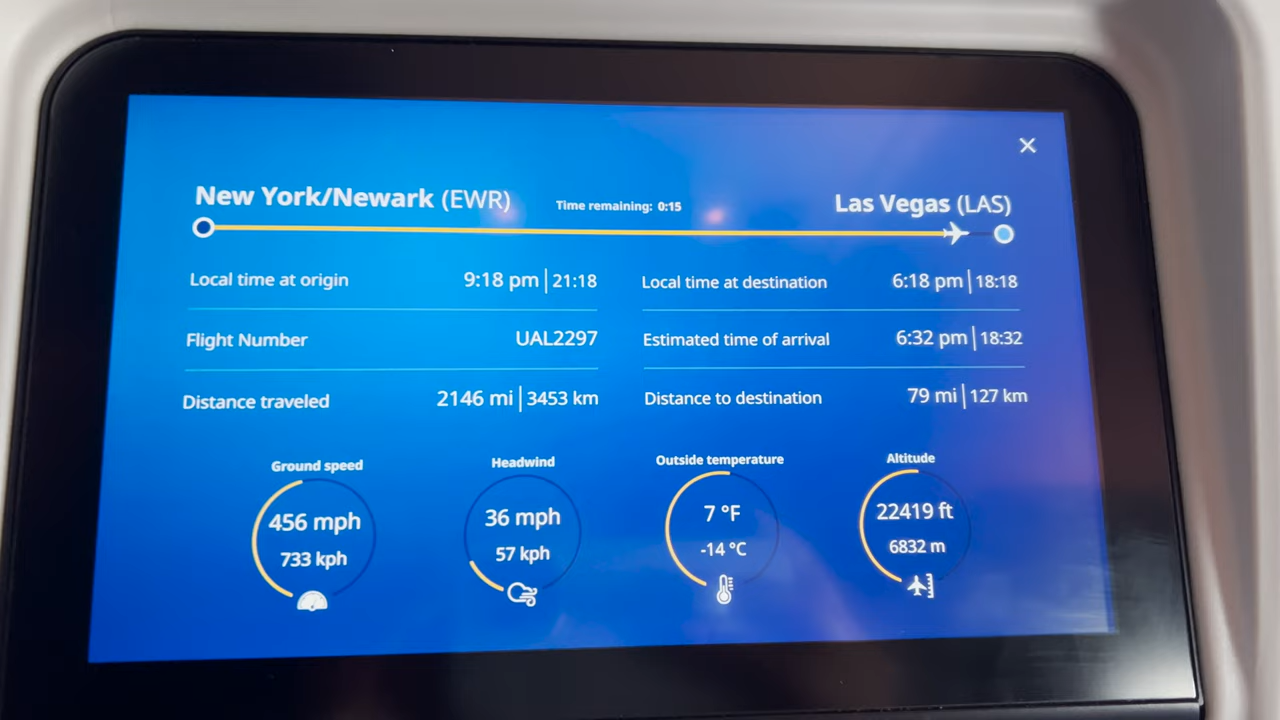 ×
New York/Newark (EWR) Time remaining: 0:15 Las Vegas (LAS)
Local time at origin 9:18 pm | 21:18 Local time at destination 6:18 pm | 18:18
Flight Number UAL2297 Estimated time of arrival 6:32 pm | 18:32
Distance traveled 2146 mi | 3453 km Distance to destination 79 mi | 127 km
Ground speed Headwind Outside temperature Altitude
456 mph 36 mph 7 °F 22419 ft
733 kph 57 kph -14 °C 6832 m